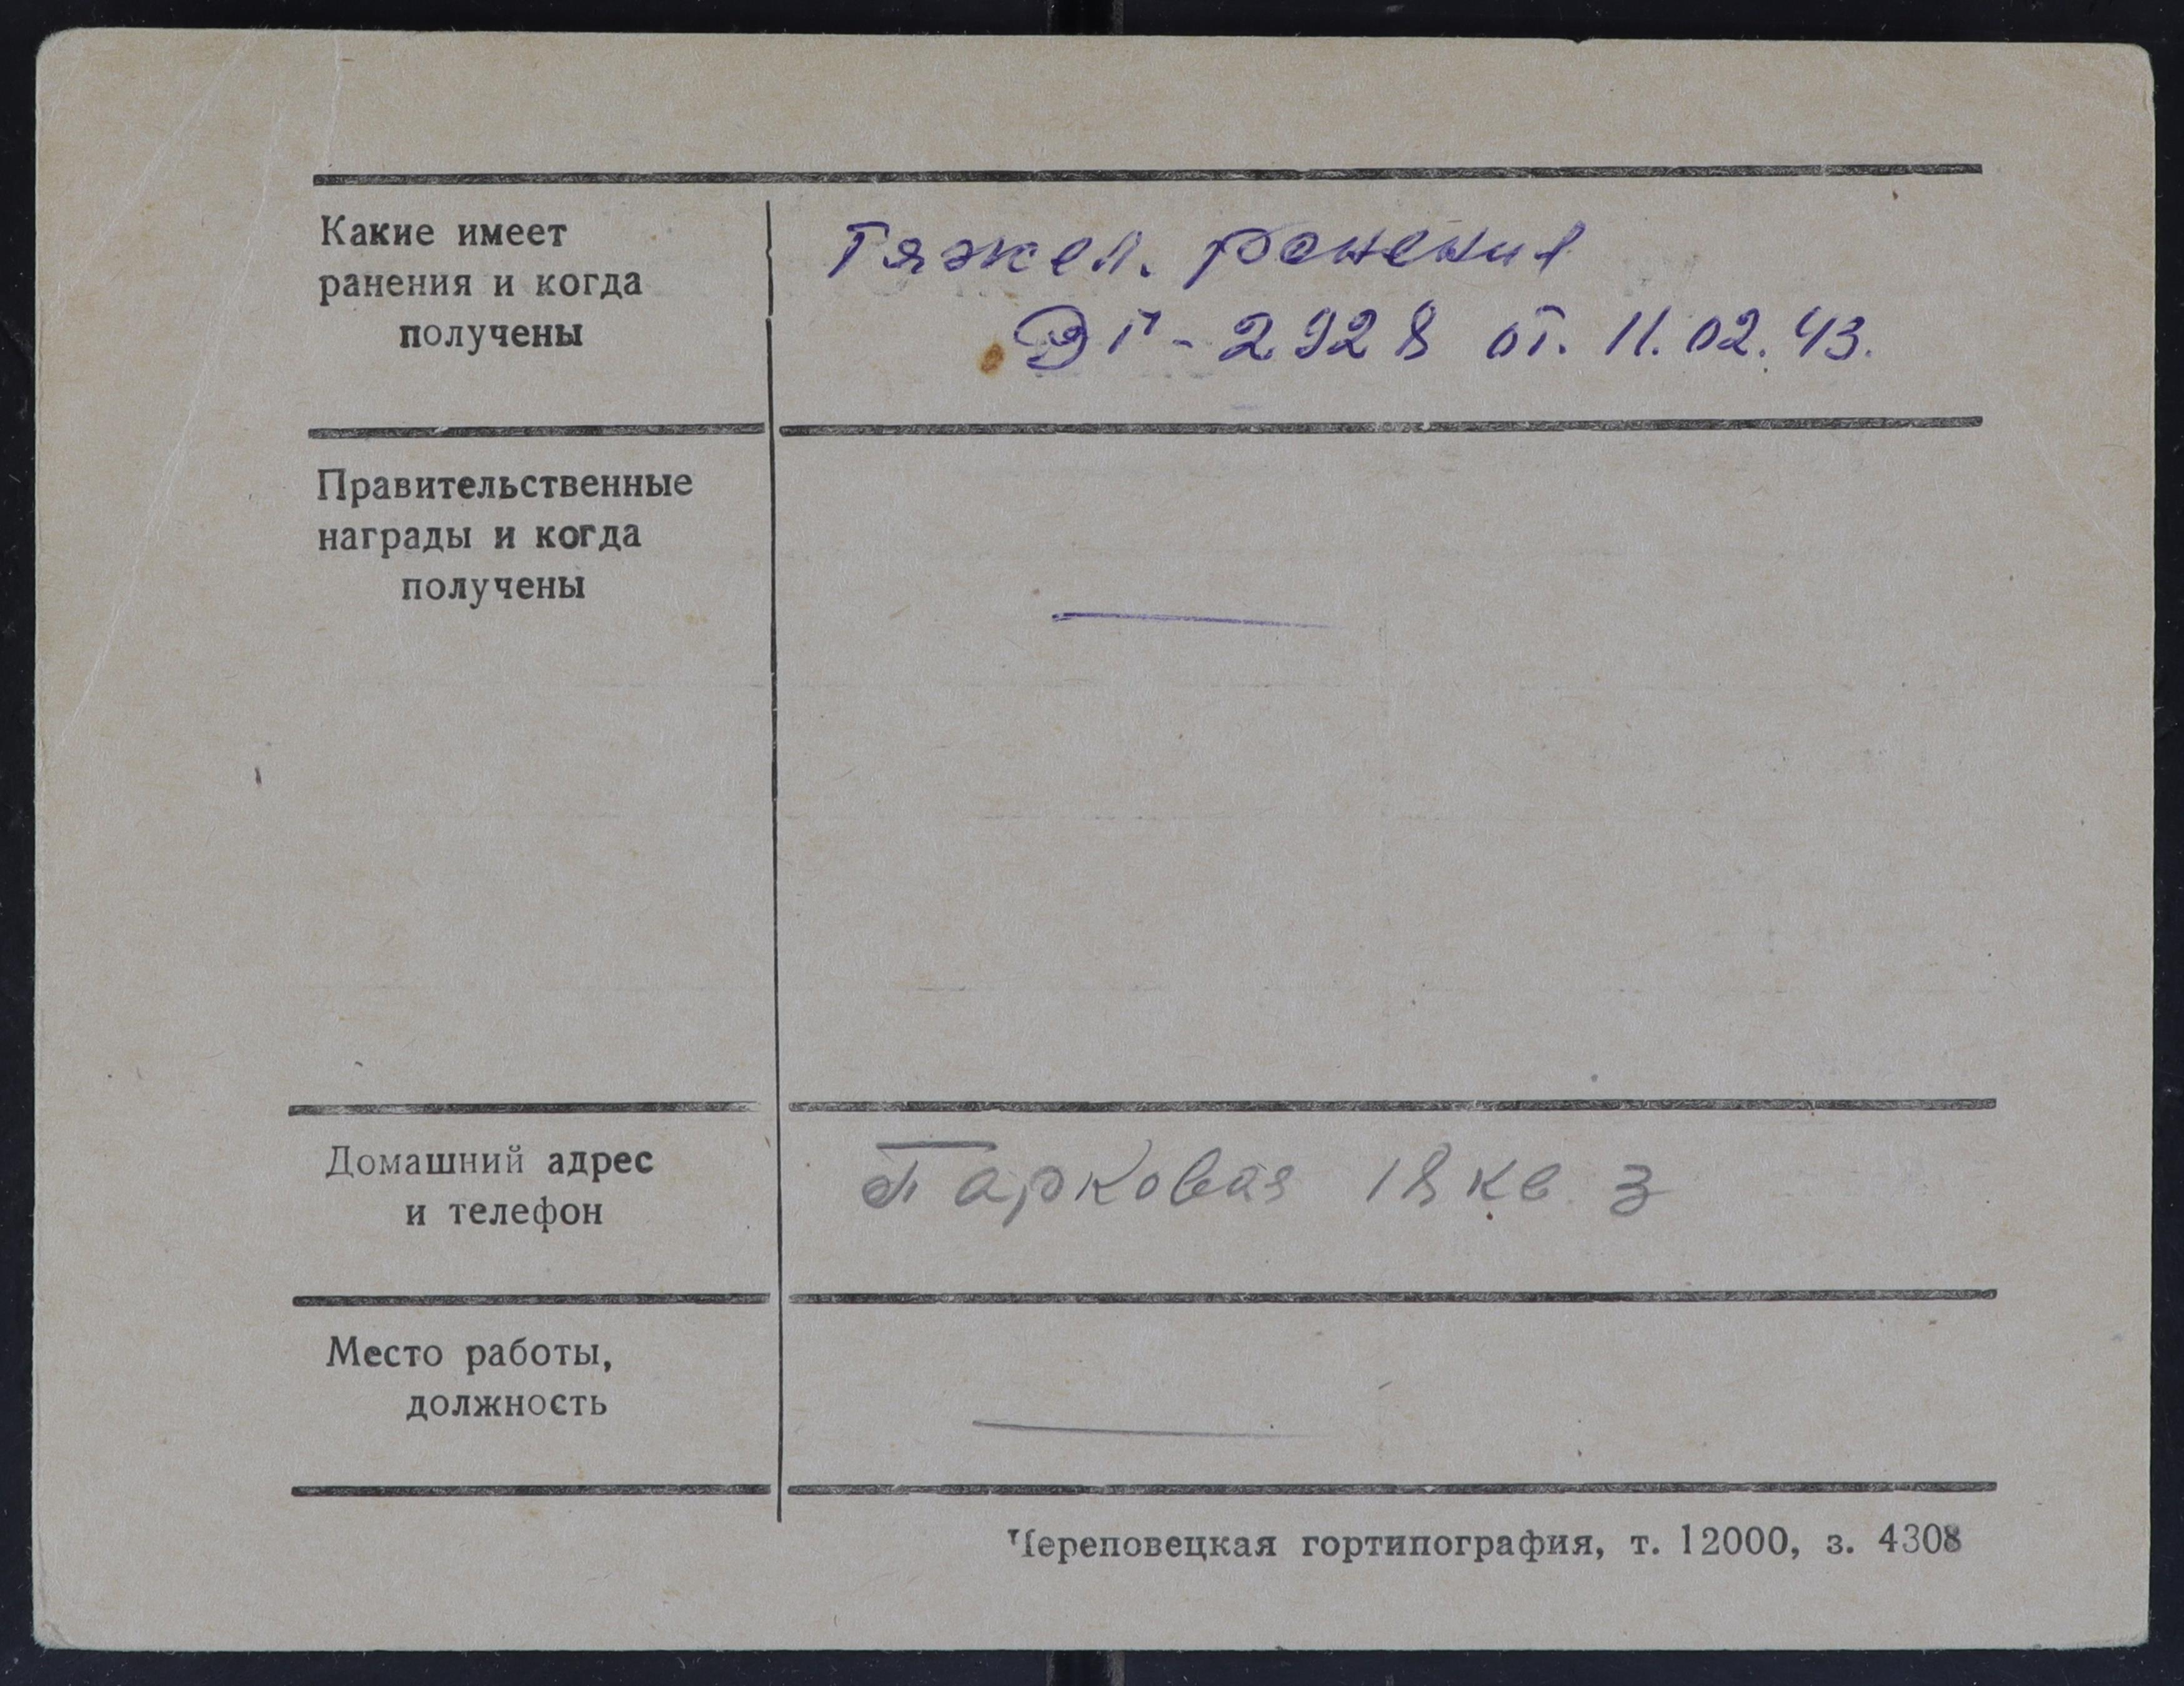 Какие имеет
ранения и когда
получены
Тяжел. ранения
ЭГ-2928 от. 11.02.43.
Правительственные
награды и когда
получены
Домашний адрес
и телефон
Парковая 18 кв. 3
Место работы,
должность
Череповецкая гортипография, т. 12000, з. 4308